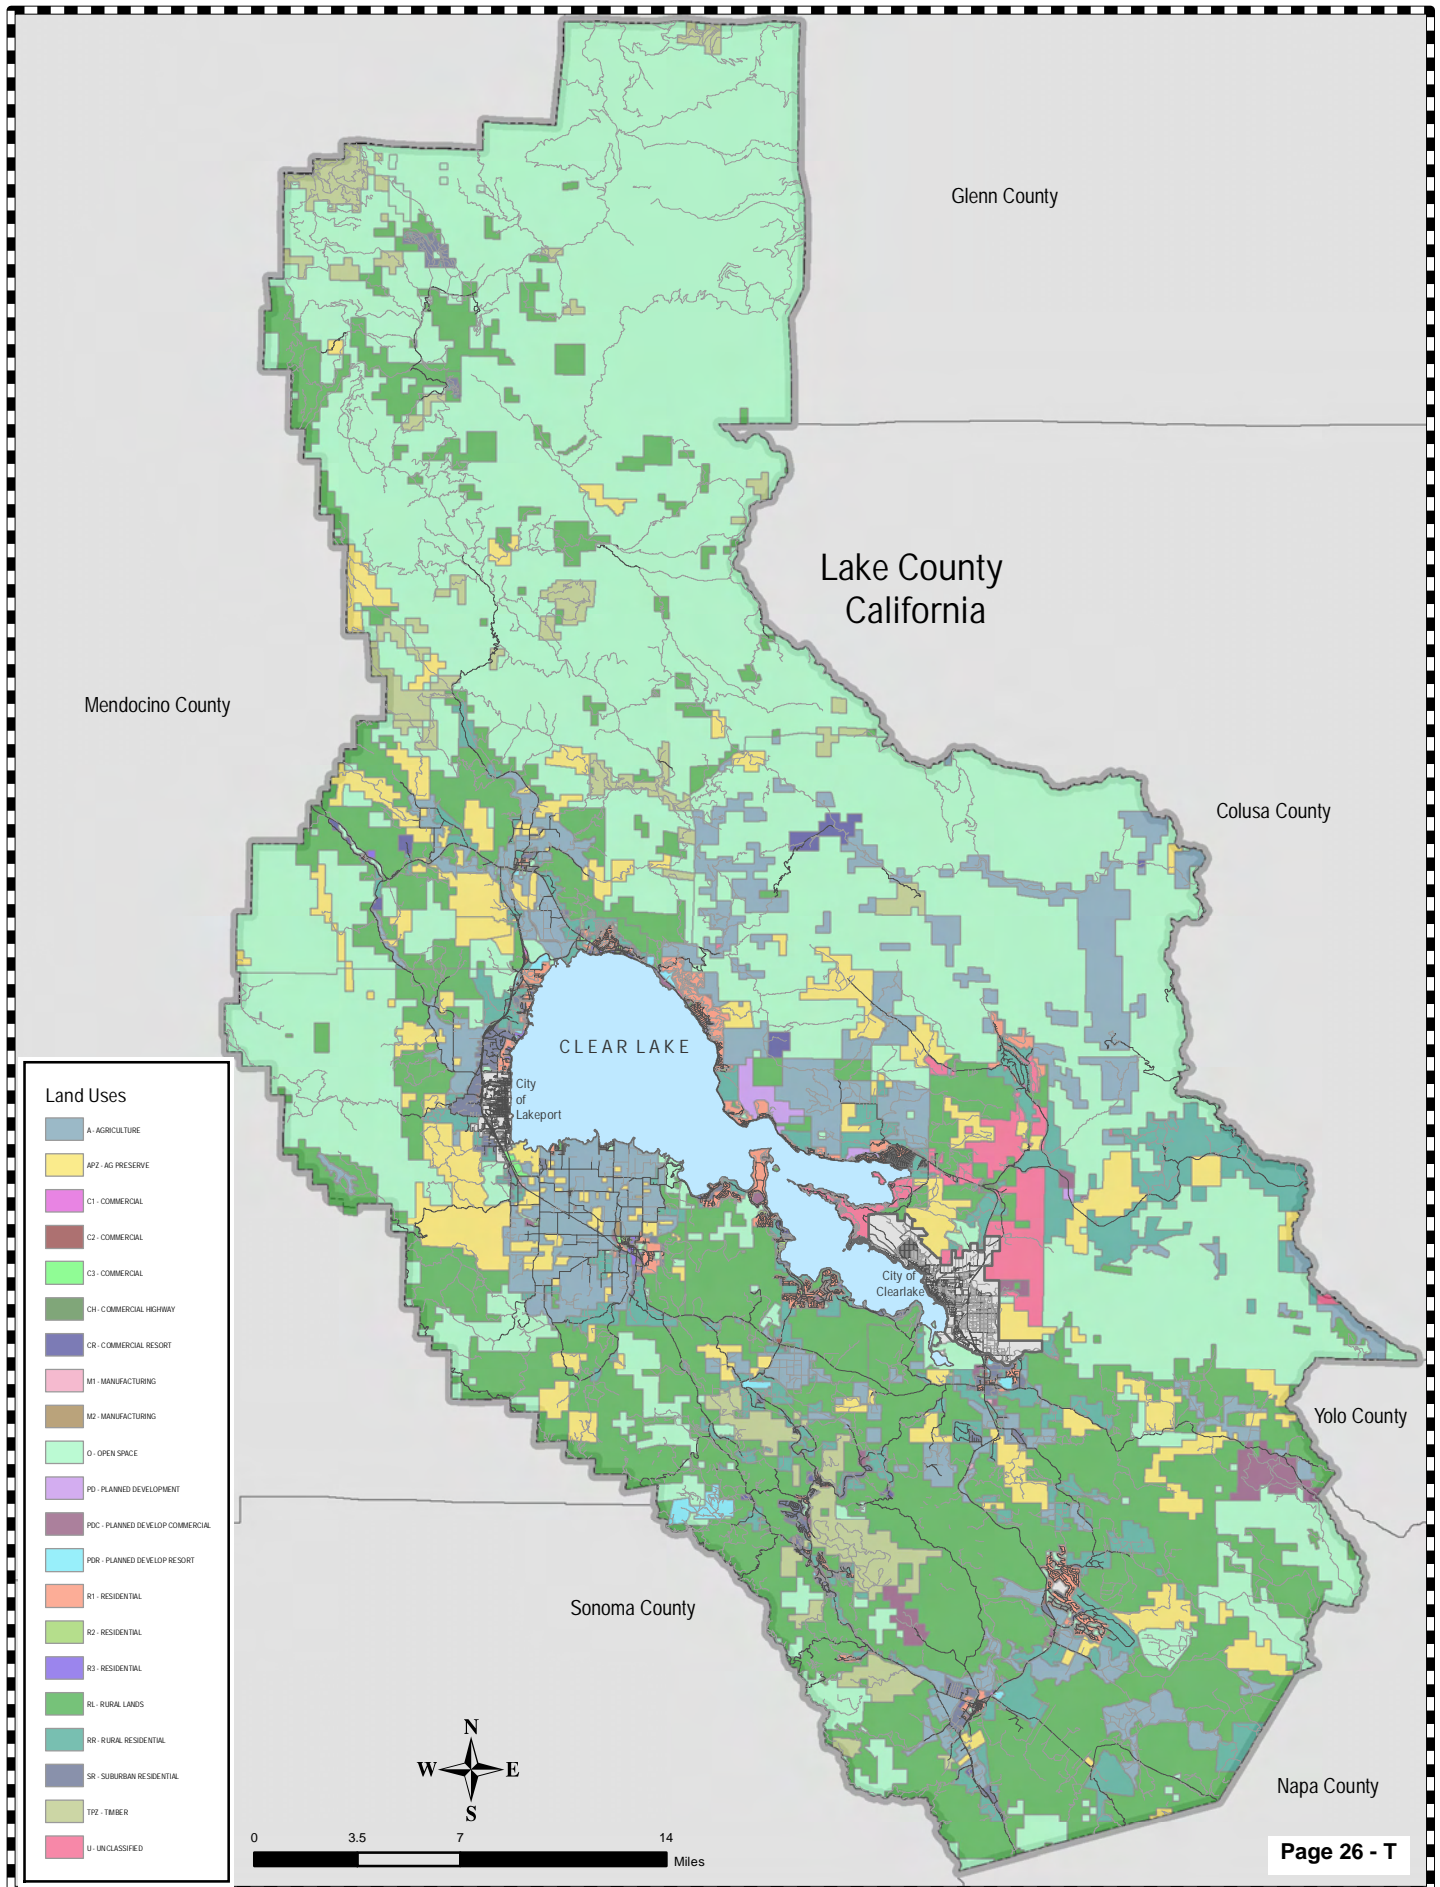 Glenn County
Lake County
California
Mendocino County
Colusa County
CLEAR LAKE
City
of
Lakeport
City of
Clearlake
Yolo County
Sonoma County
Napa County
Land Uses
A - AGRICULTURE
APZ - AG PRESERVE
C1 - COMMERCIAL
C2 - COMMERCIAL
C3 - COMMERCIAL
CH - COMMERCIAL HIGHWAY
CR - COMMERCIAL RESORT
M1 - MANUFACTURING
M2 - MANUFACTURING
O - OPEN SPACE
PD - PLANNED DEVELOPMENT
PDC - PLANNED DEVELOP COMMERCIAL
PDR - PLANNED DEVELOP RESORT
R1 - RESIDENTIAL
R2 - RESIDENTIAL
R3 - RESIDENTIAL
RL - RURAL LANDS
RR - RURAL RESIDENTIAL
SR - SUBURBAN RESIDENTIAL
TPZ - TIMBER
U - UNCLASSIFIED
N
W E
S
0 3.5 7 14
Miles
Page 26 - T